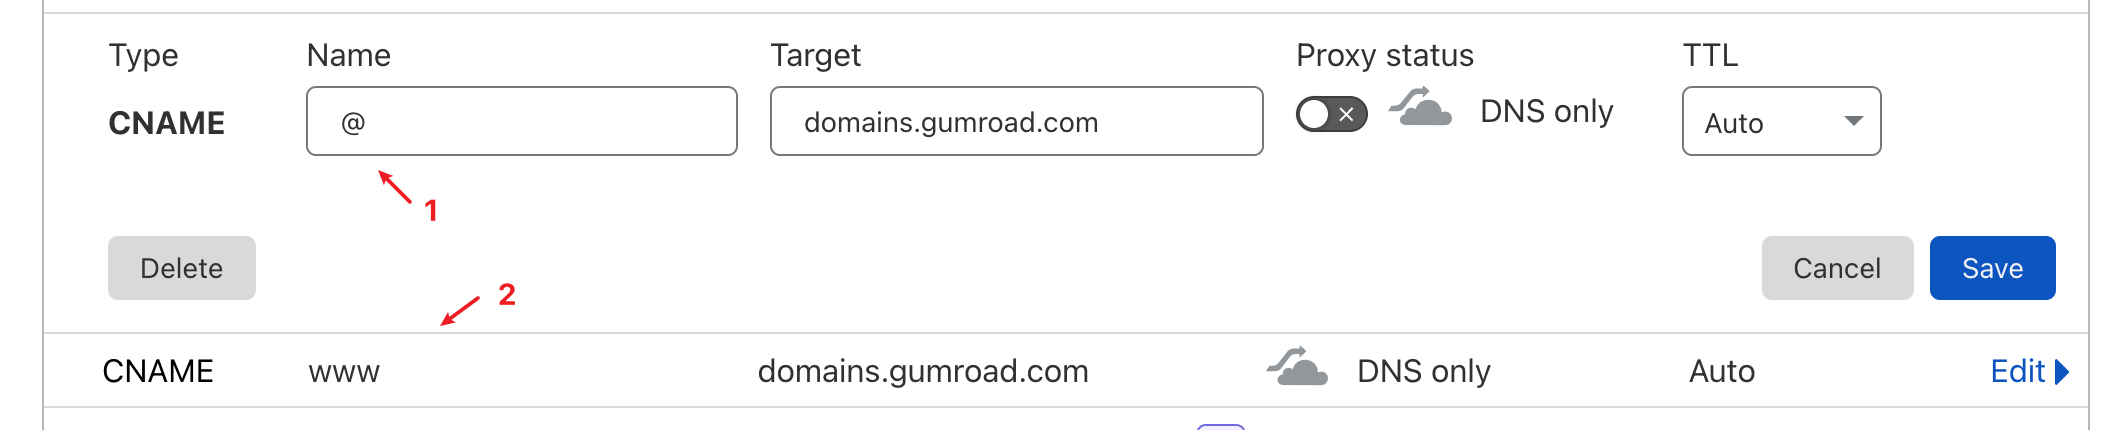 Type Name Target Proxy status TTL
CNAME @ domains.gumroad.com DNS only Auto
1
Delete Cancel Save
2
CNAME www domains.gumroad.com DNS only Auto Edit